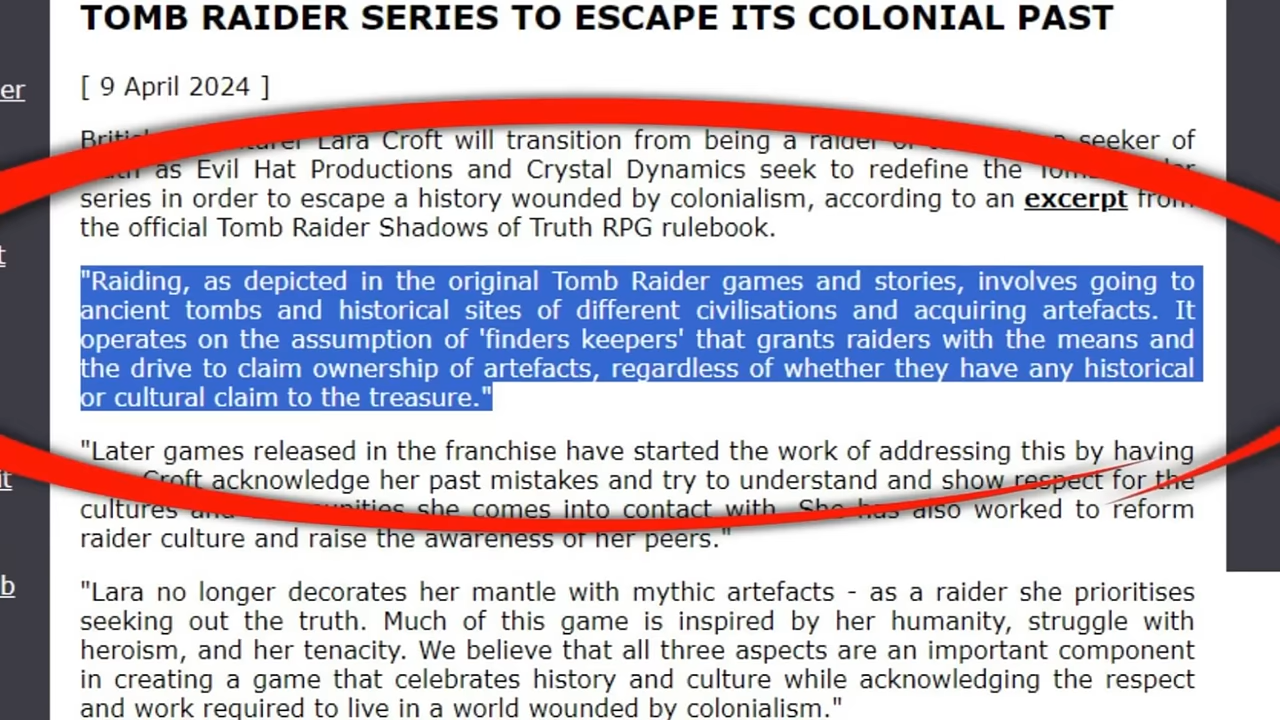 TOMB RAIDER SERIES TO ESCAPE ITS COLONIAL PAST
[ 9 April 2024 ]
er
Lara Croft will transition from being a raider seeker of
as Evil Hat Productions and Crystal Dynamics seek to redefine the
series in order to escape a history wounded by colonialism, according to an excerpt from
the official Tomb Raider Shadows of Truth RPG rulebook.
t
"Raiding, as depicted in the original Tomb Raider games and stories, involves going to
ancient tombs and historical sites of different civilisations and acquiring artefacts. It
operates on the assumption of 'finders keepers' that grants raiders with the means and
the drive to claim ownership of artefacts, regardless of whether they have any historical
or cultural claim to the treasure."
"Later games released in the franchise have started the work of addressing this by having
Croft acknowledge her past mistakes and try to understand and show respect for the
it
cultures she comes into contact with. She has also worked to reform
raider culture and raise the awareness of her peers."
b
"Lara no longer decorates her mantle with mythic artefacts - as a raider she prioritises
seeking out the truth. Much of this game is inspired by her humanity, struggle with
heroism, and her tenacity. We believe that all three aspects are an important component
in creating a game that celebrates history and culture while acknowledging the respect
and work required to live in a world wounded by colonialism."